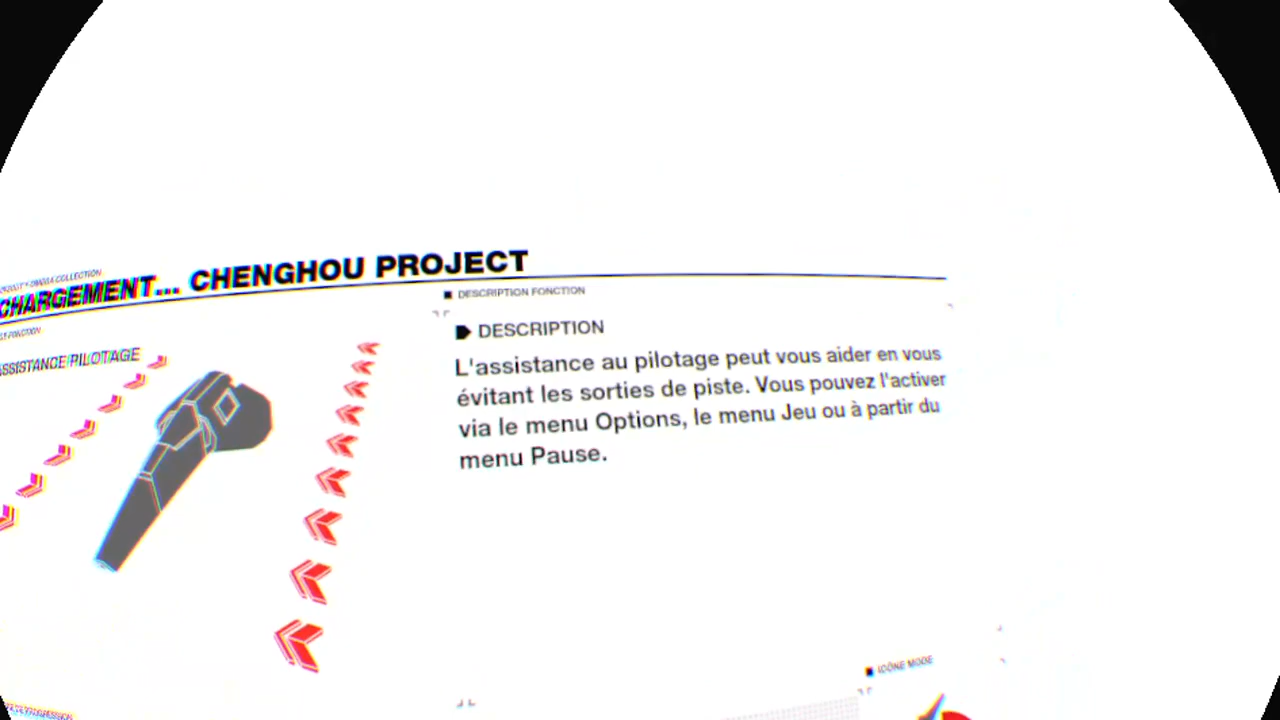 CHARGEMENT... CHENGHOU PROJECT
DESCRIPTION FONCTION
ASSISTANCE PILOTAGE
DESCRIPTION
L'assistance au pilotage peut vous aider en vous
évitant les sorties de piste. Vous pouvez l'activer
via le menu Options, le menu Jeu ou à partir du
menu Pause.
ICÔNE MODE